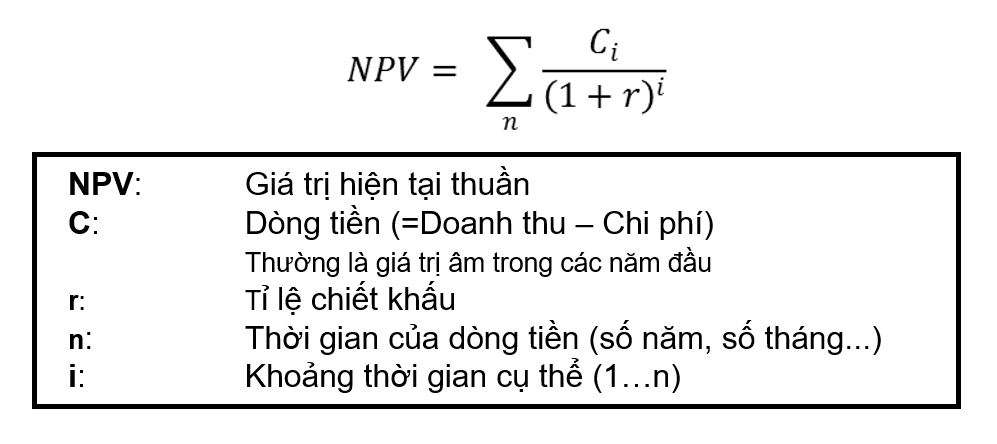 NPV = ∑ₙ Cᵢ / (1 + r)ⁱ
NPV: Giá trị hiện tại thuần
C: Dòng tiền (=Doanh thu – Chi phí)
Thường là giá trị âm trong các năm đầu
r: Tỉ lệ chiết khấu
n: Thời gian của dòng tiền (số năm, số tháng...)
i: Khoảng thời gian cụ thể (1…n)